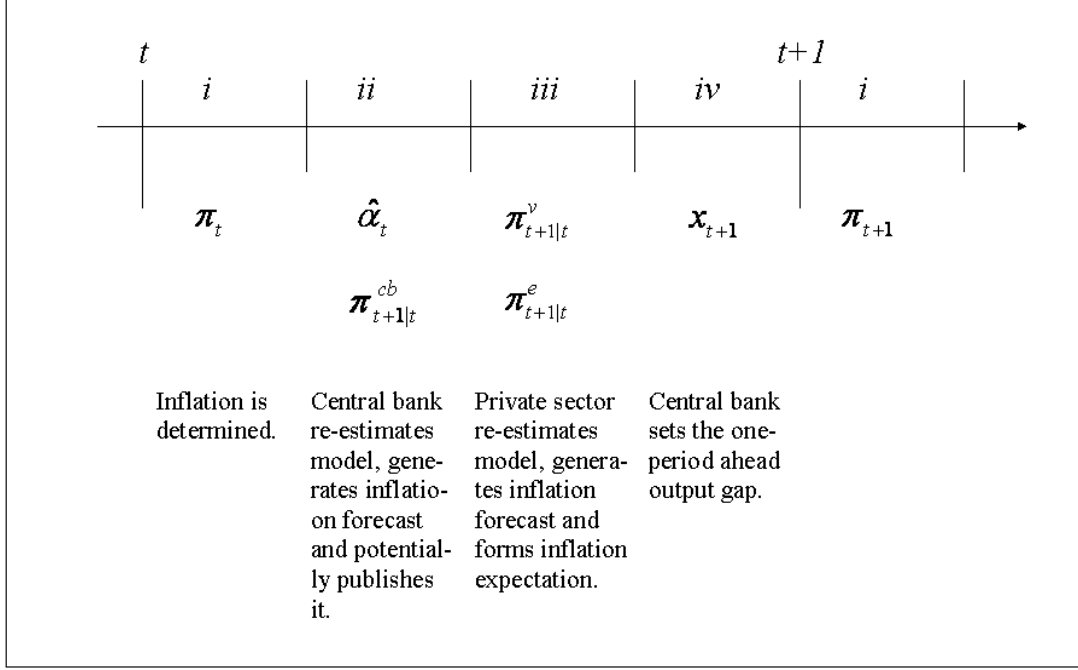 t t+1
i ii iii iv i
π_t α̂_t π^v_{t+1|t} x_{t+1} π_{t+1}
π^{cb}_{t+1|t} π^e_{t+1|t}
Inflation is
determined.
Central bank
re-estimates
model, gene-
rates inflatio-
on forecast
and potential-
ly publishes
it.
Private sector
re-estimates
model, genera-
tes inflation
forecast and
forms inflation
expectation.
Central bank
sets the one-
period ahead
output gap.